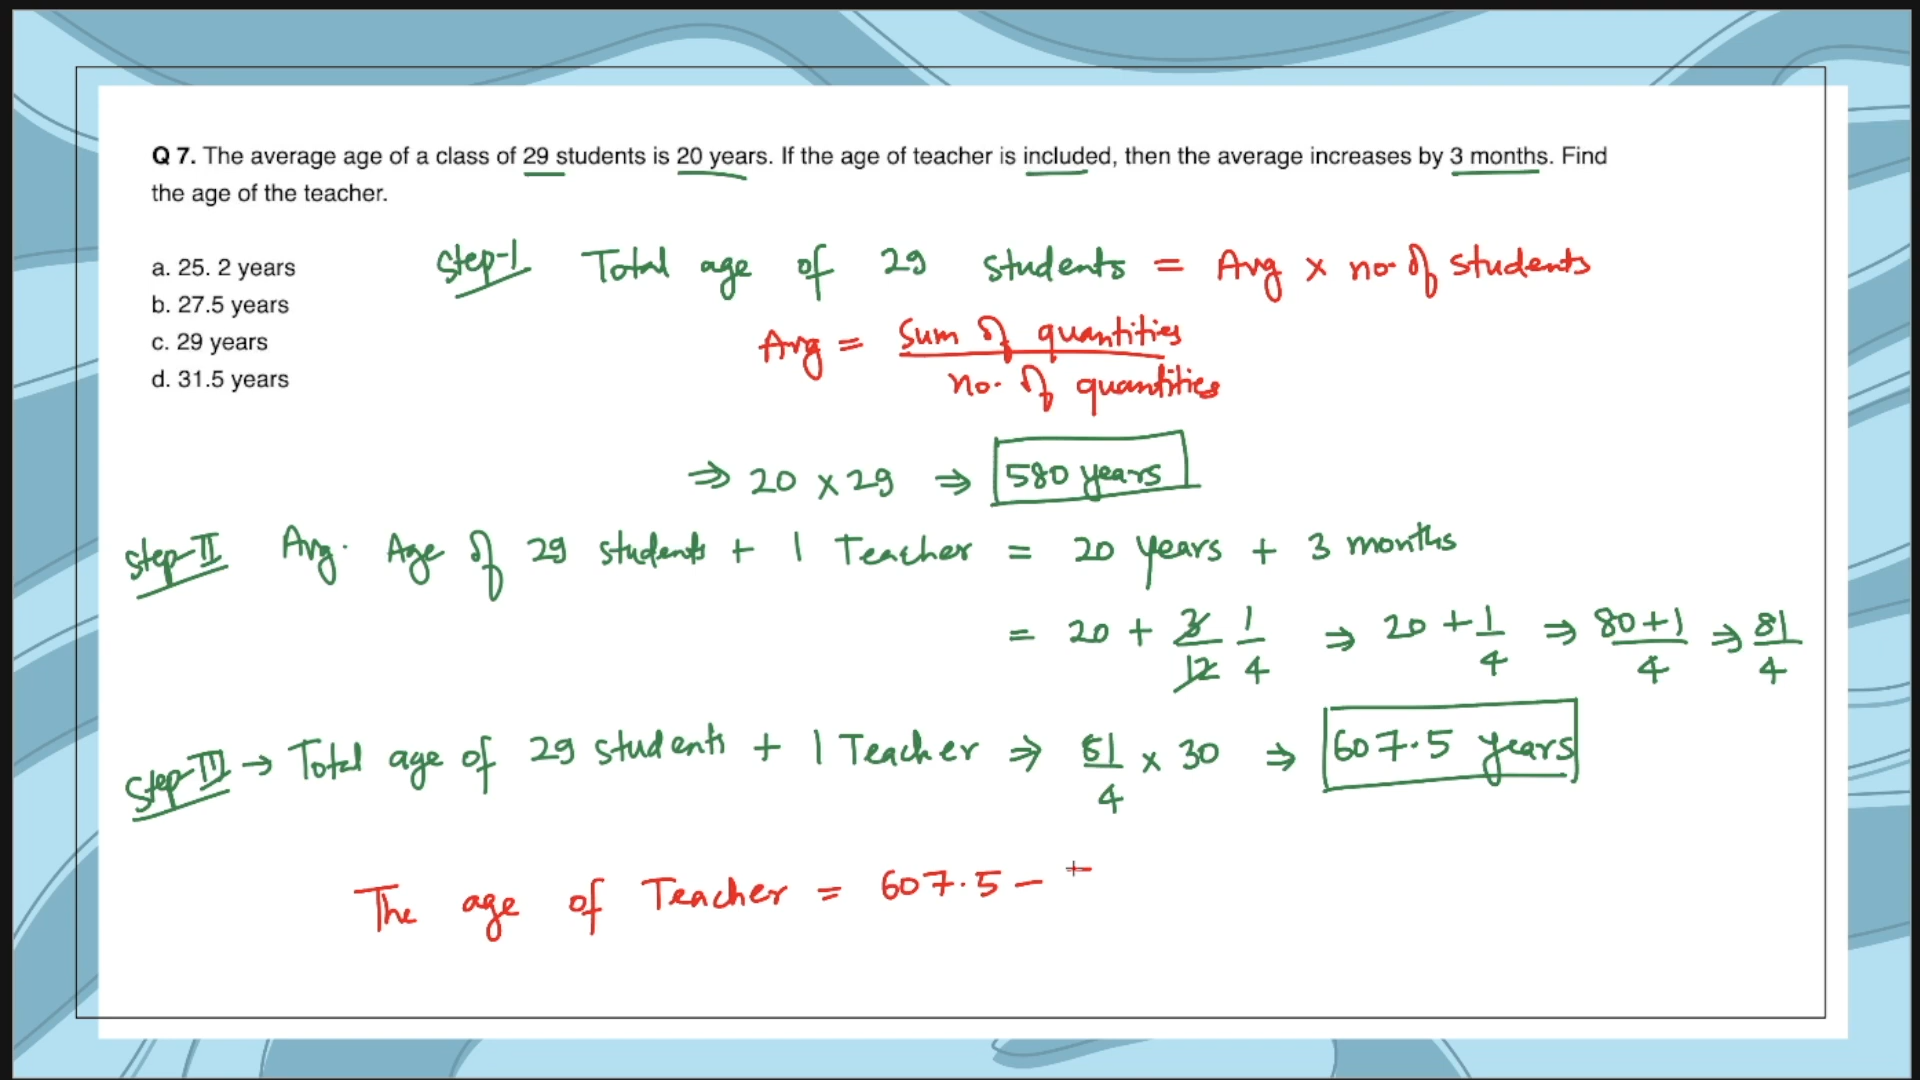 Q 7. The average age of a class of 29 students is 20 years. If the age of teacher is included, then the average increases by 3 months. Find
the age of the teacher.
a. 25. 2 years
b. 27.5 years
c. 29 years
d. 31.5 years
Step-I Total age of 29 students = Avg x no. of students
Avg = Sum of quantities
no. of quantities
⇒ 20 x 29 ⇒ 580 years
Step-II Avg. Age of 29 students + 1 Teacher = 20 years + 3 months
= 20 + 3/12 1/4 ⇒ 20 + 1/4 ⇒ 80+1/4 ⇒ 81/4
Step-III → Total age of 29 students + 1 Teacher ⇒ 81/4 x 30 ⇒ 607.5 years
The age of Teacher = 607.5 -